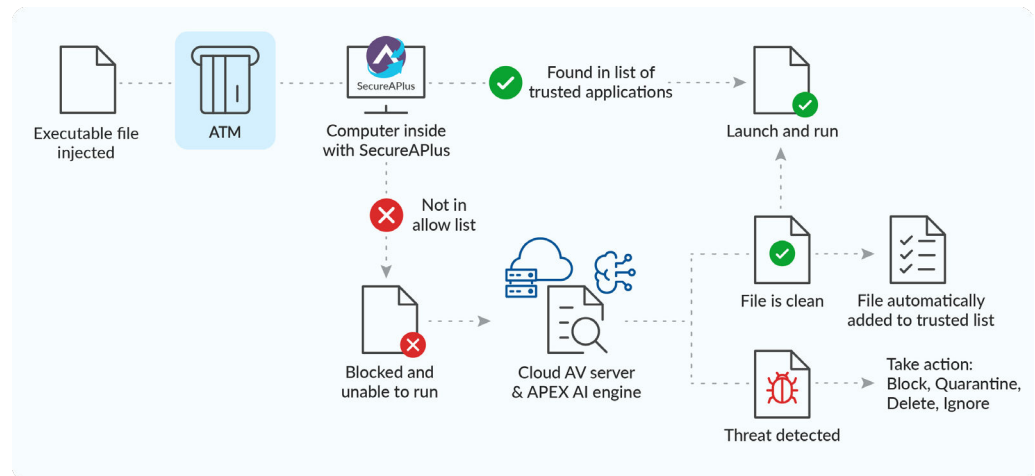 Executable file
injected
ATM
SecureAPlus
Computer inside
with SecureAPlus
Found in list of
trusted applications
Launch and run
Not in
allow list
Blocked and
unable to run
Cloud AV server
& APEX AI engine
File is clean
File automatically
added to trusted list
Threat detected
Take action:
Block, Quarantine,
Delete, Ignore